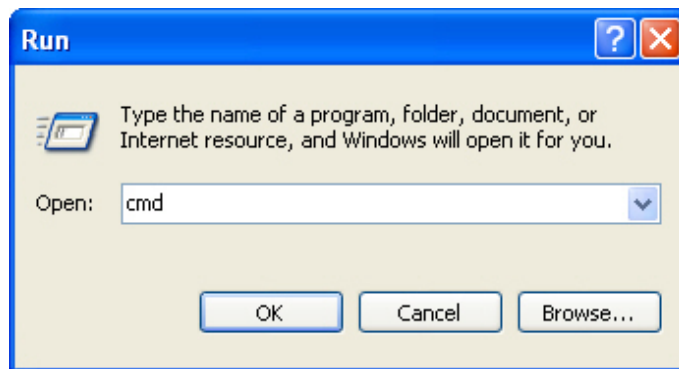 Run
Type the name of a program, folder, document, or
Internet resource, and Windows will open it for you.
Open: cmd
OK Cancel Browse...